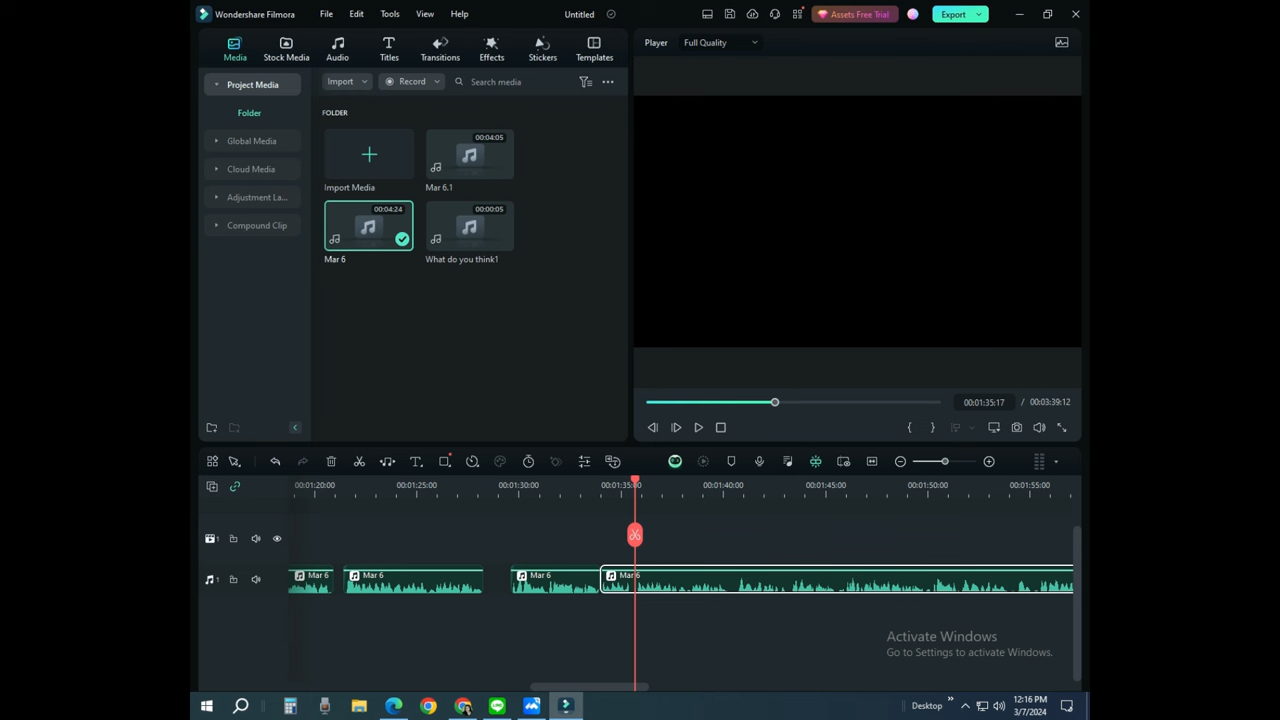 Wondershare Filmora
File
Edit
Tools
View
Help
Untitled
Assets Free Trial
Export
Media
Stock Media
Audio
Titles
Transitions
Effects
Stickers
Templates
Player
Full Quality
Project Media
Import
Record
Search media
Folder
FOLDER
Global Media
Cloud Media
Adjustment La...
Compound Clip
00:04:05
Import Media
Mar 6.1
00:04:24
00:00:05
Mar 6
What do you think1
00:01:35:17 / 00:03:39:12
00:01:20:00
00:01:25:00
00:01:30:00
00:01:35:00
00:01:40:00
00:01:45:00
00:01:50:00
00:01:55:00
1
1
Mar 6
Mar 6
Mar 6
Mar 6
Activate Windows
Go to Settings to activate Windows.
Desktop
12:16 PM
3/7/2024